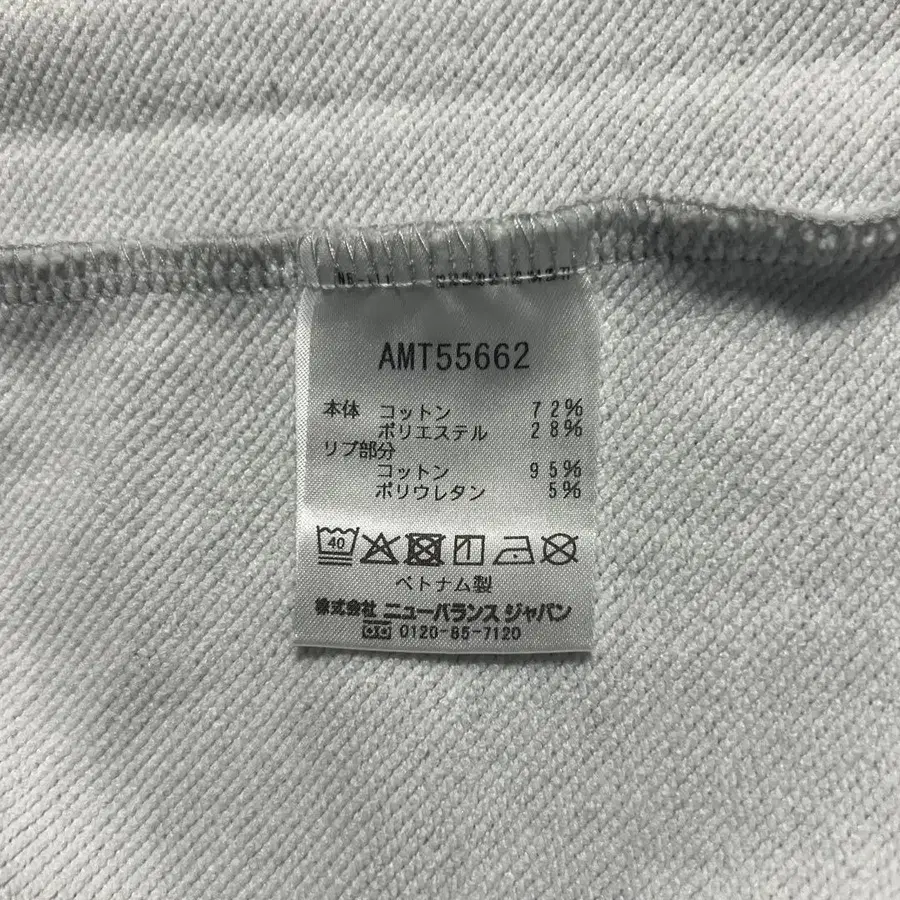 AMT55662
本体 コットン 72%
ポリエステル 28%
リブ部分
コットン 95%
ポリウレタン 5%
40
ベトナム製
株式会社 ニューバランス ジャパン
0120-85-7120